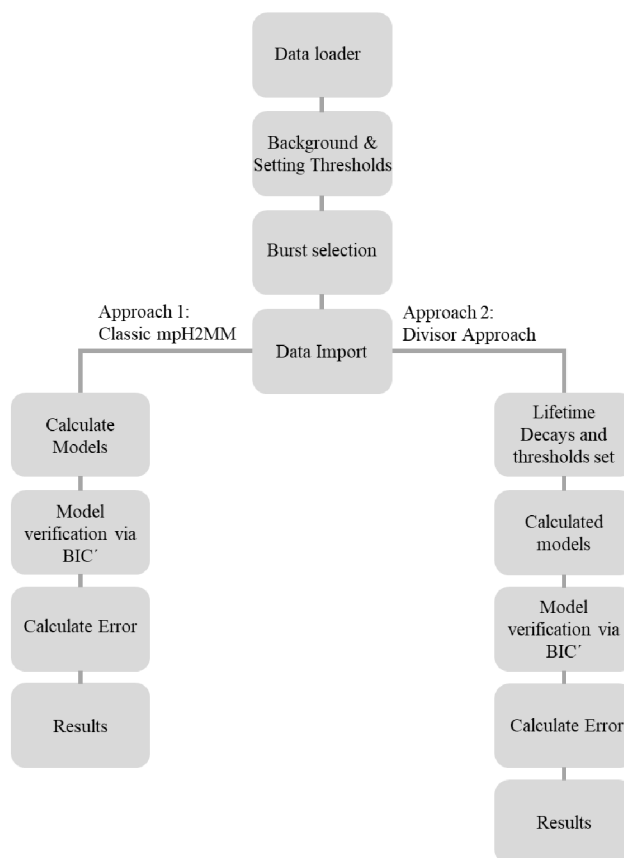 Data loader
Background &
Setting Thresholds
Burst selection
Approach 1:
Classic mpH2MM
Approach 2:
Divisor Approach
Data Import
Calculate
Models
Model
verification via
BIC´
Calculate Error
Results
Lifetime
Decays and
thresholds set
Calculated
models
Model
verification via
BIC´
Calculate Error
Results